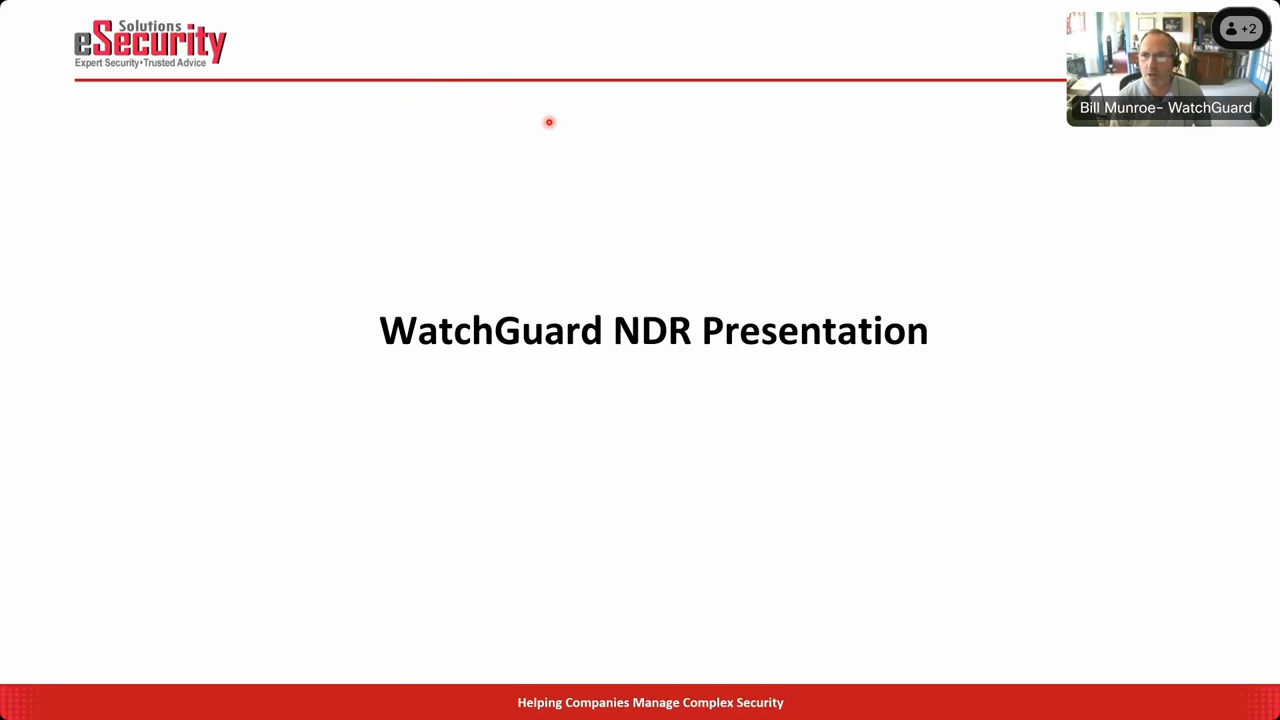 Solutions
eSecurity
Expert Security•Trusted Advice
+2
Bill Munroe- WatchGuard
WatchGuard NDR Presentation
Helping Companies Manage Complex Security